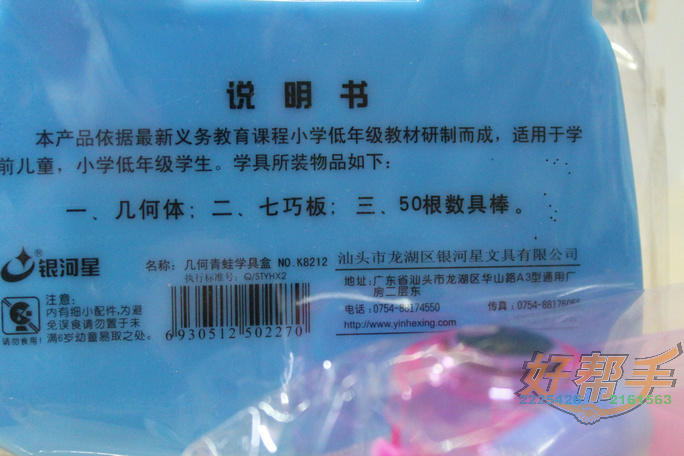 说明书
本产品依据最新义务教育课程小学低年级教材研制而成，适用于学
前儿童，小学低年级学生。学具所装物品如下：
一、几何体；二、七巧板；三、50根数具棒。
银河星®
名称：几何青蛙学具盒 NO.K8212
执行标准号：Q/STYHX2
6930512502270
汕头市龙湖区银河星文具有限公司
地址：广东省汕头市龙湖区华山路A3型通用厂
房二层东
电话：0754-88174550 传真：0754-8817
http://www.yinhexing.com
注意：
内有细小配件,为避
免误食请勿置于未
满6岁幼童易取之处。
请勿食用！
好帮手
2161563